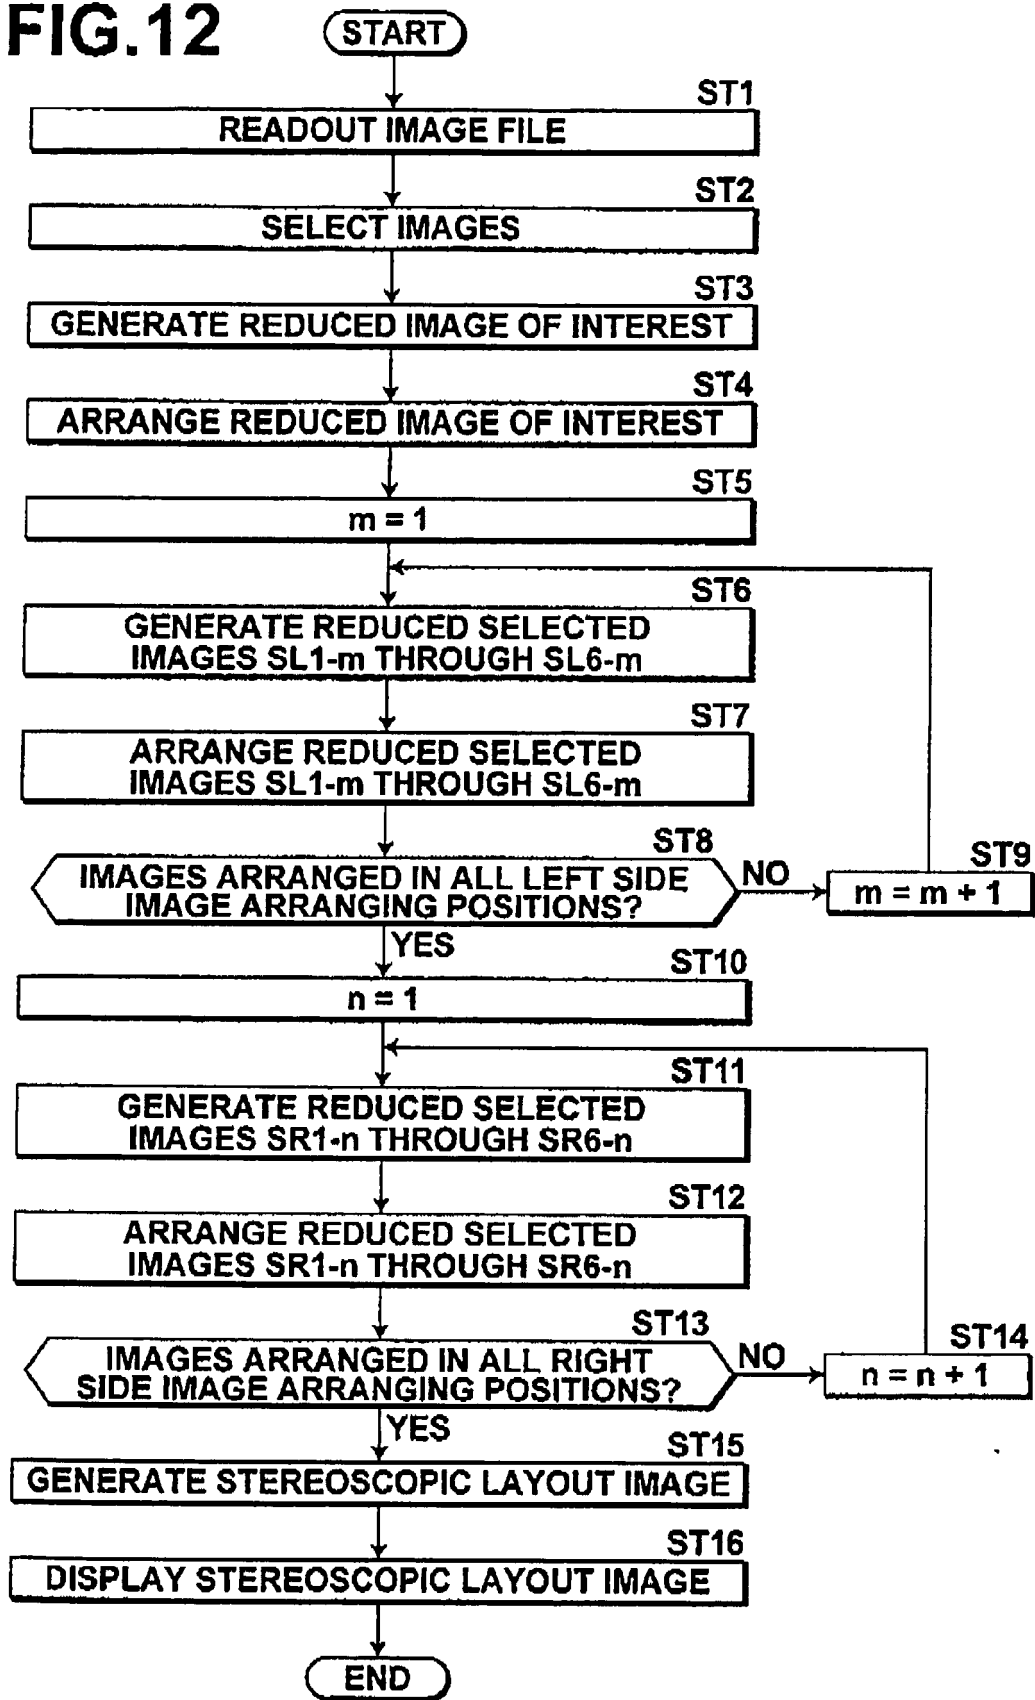 FIG.12
START
ST1
READOUT IMAGE FILE
ST2
SELECT IMAGES
ST3
GENERATE REDUCED IMAGE OF INTEREST
ST4
ARRANGE REDUCED IMAGE OF INTEREST
ST5
m = 1
ST6
GENERATE REDUCED SELECTED
IMAGES SL1-m THROUGH SL6-m
ST7
ARRANGE REDUCED SELECTED
IMAGES SL1-m THROUGH SL6-m
ST8
IMAGES ARRANGED IN ALL LEFT SIDE
IMAGE ARRANGING POSITIONS?
NO
ST9
m = m + 1
YES
ST10
n = 1
ST11
GENERATE REDUCED SELECTED
IMAGES SR1-n THROUGH SR6-n
ST12
ARRANGE REDUCED SELECTED
IMAGES SR1-n THROUGH SR6-n
ST13
IMAGES ARRANGED IN ALL RIGHT
SIDE IMAGE ARRANGING POSITIONS?
NO
ST14
n = n + 1
YES
ST15
GENERATE STEREOSCOPIC LAYOUT IMAGE
ST16
DISPLAY STEREOSCOPIC LAYOUT IMAGE
END